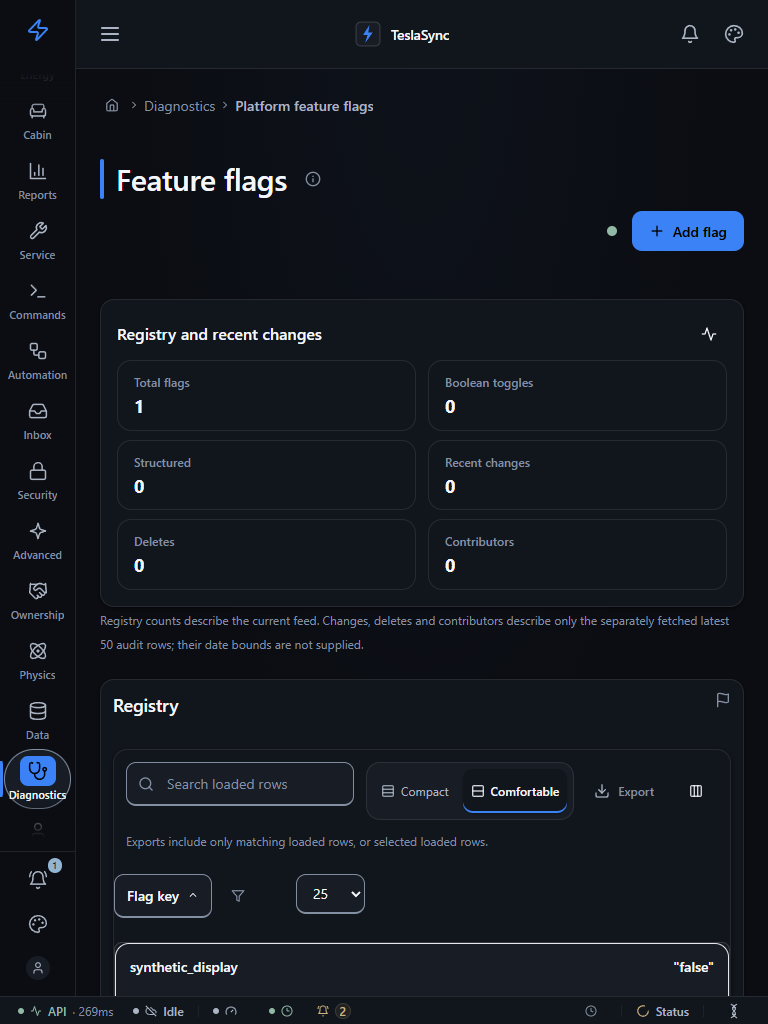 TeslaSync
Energy
Cabin
Reports
Service
Commands
Automation
Inbox
Security
Advanced
Ownership
Physics
Data
Diagnostics
1
Diagnostics
Platform feature flags
Feature flags
Add flag
Registry and recent changes
Total flags
1
Boolean toggles
0
Structured
0
Recent changes
0
Deletes
0
Contributors
0
Registry counts describe the current feed. Changes, deletes and contributors describe only the separately fetched latest
50 audit rows; their date bounds are not supplied.
Registry
Search loaded rows
Compact
Comfortable
Export
Exports include only matching loaded rows, or selected loaded rows.
Flag key
25
synthetic_display "false"
API · 269ms
Idle
2
Status